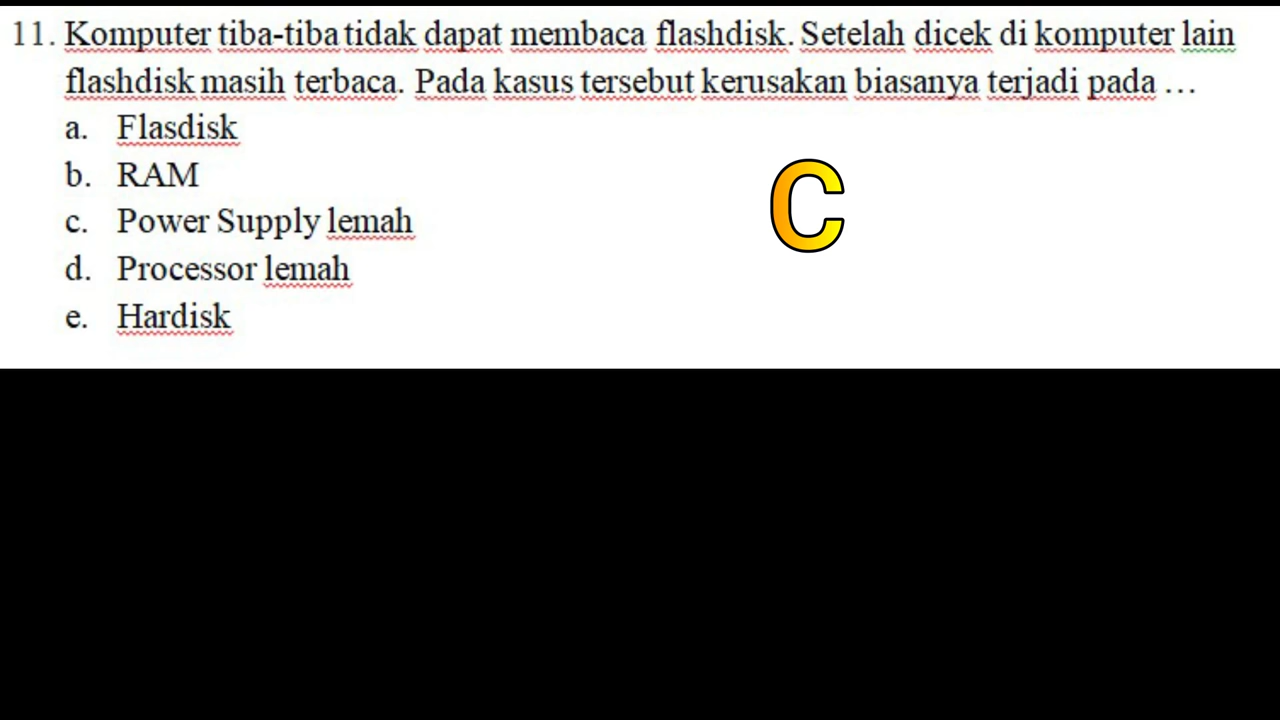 11. Komputer tiba-tiba tidak dapat membaca flashdisk. Setelah dicek di komputer lain
flashdisk masih terbaca. Pada kasus tersebut kerusakan biasanya terjadi pada ...
a. Flasdisk
b. RAM
c. Power Supply lemah
d. Processor lemah
e. Hardisk
C